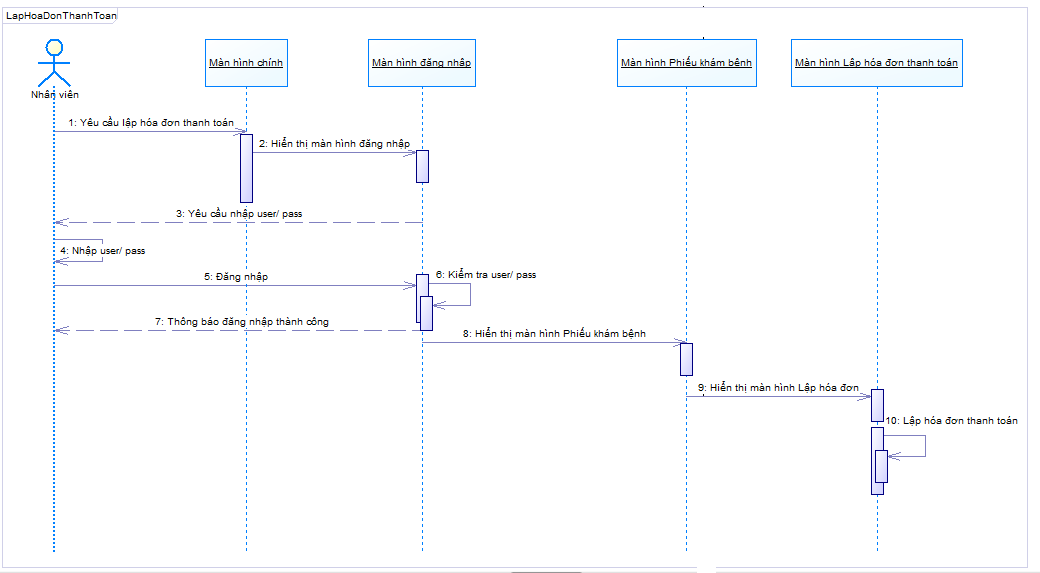 LapHoaDonThanhToan
Nhân viên
Màn hình chính
Màn hình đăng nhập
Màn hình Phiếu khám bệnh
Màn hình Lập hóa đơn thanh toán
1: Yêu cầu lập hóa đơn thanh toán
2: Hiển thị màn hình đăng nhập
3: Yêu cầu nhập user/ pass
4: Nhập user/ pass
5: Đăng nhập
6: Kiểm tra user/ pass
7: Thông báo đăng nhập thành công
8: Hiển thị màn hình Phiếu khám bệnh
9: Hiển thị màn hình Lập hóa đơn
10: Lập hóa đơn thanh toán